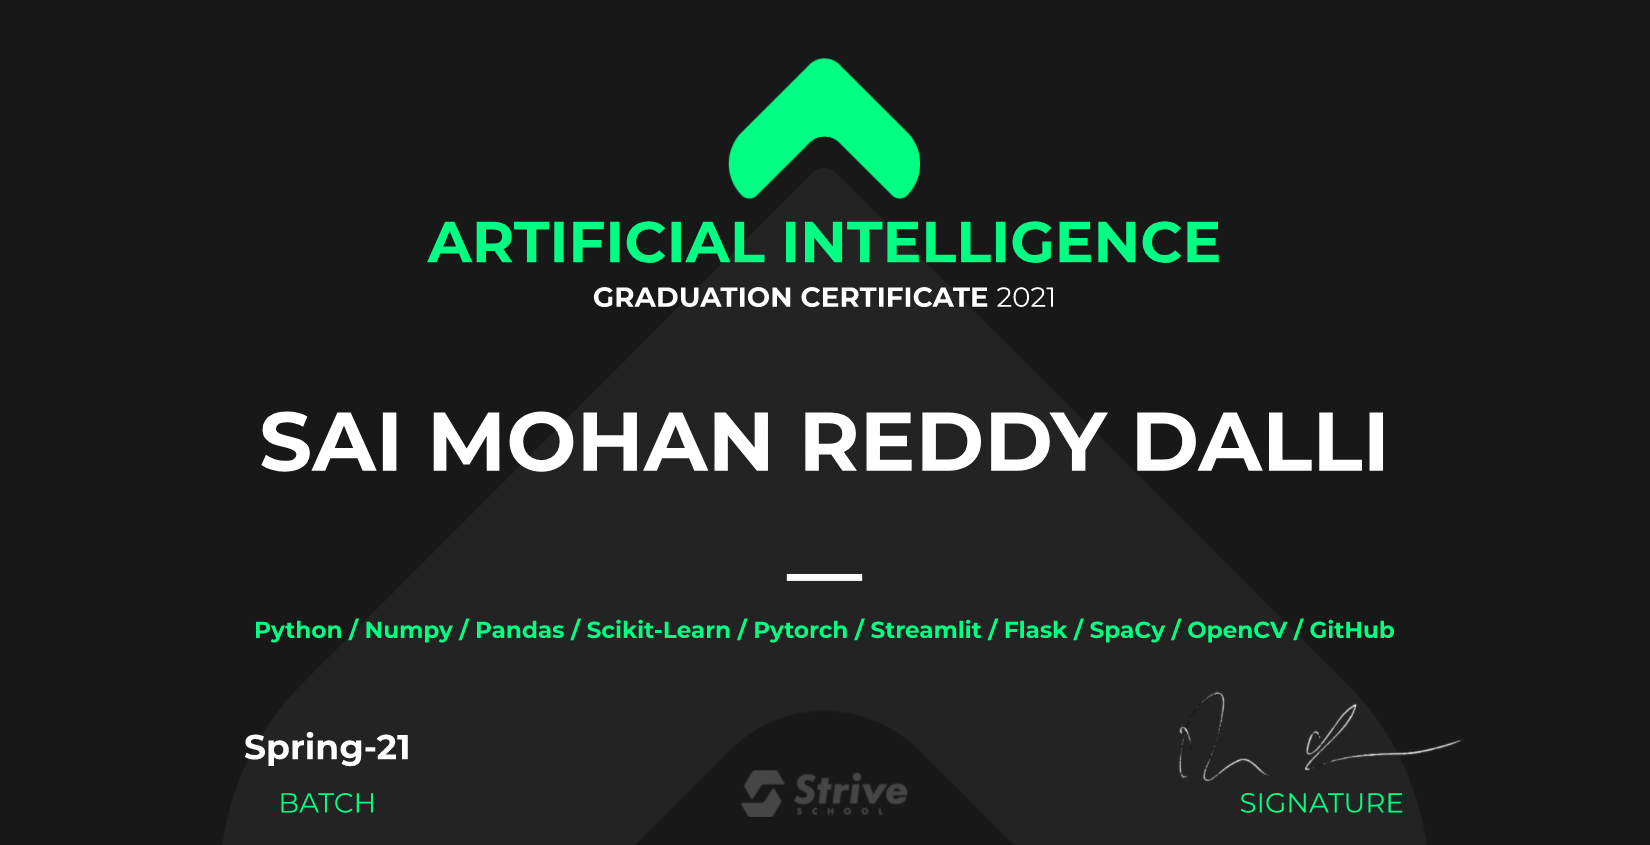 ARTIFICIAL INTELLIGENCE
GRADUATION CERTIFICATE 2021
SAI MOHAN REDDY DALLI
Python / Numpy / Pandas / Scikit-Learn / Pytorch / Streamlit / Flask / SpaCy / OpenCV / GitHub
Spring-21
BATCH
Strive
SCHOOL
SIGNATURE